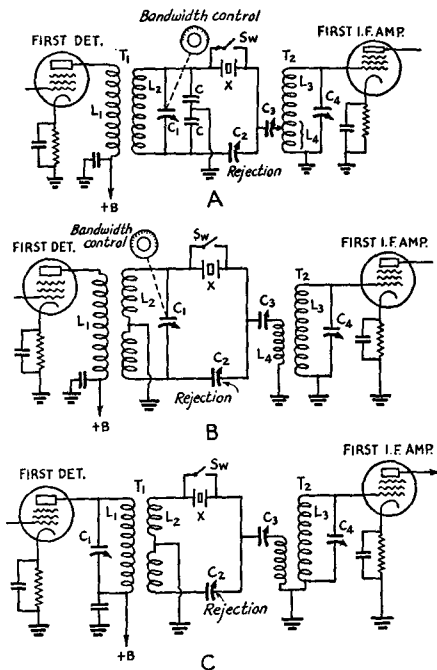 Bandwidth control
FIRST DET.
T1
Sw
X
T2
FIRST I.F. AMP.
L1
L2
C1
C
C
C2
Rejection
C3
L3
L4
C4
+B
A
Bandwidth control
FIRST DET.
T1
Sw
X
T2
FIRST I.F. AMP.
L1
L2
C1
C2
Rejection
C3
L4
L3
C4
+B
B
FIRST DET.
T1
Sw
X
T2
FIRST I.F. AMP.
C1
L1
L2
C2
Rejection
C3
L3
C4
+B
C